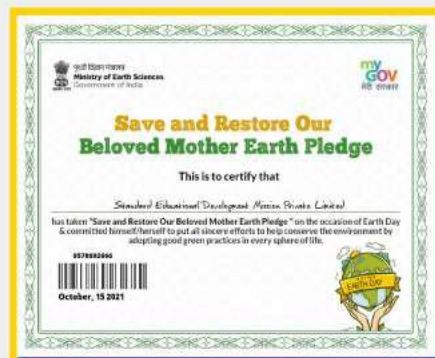 पृथ्वी विज्ञान मंत्रालय
Ministry of Earth Sciences
Government of India
my
GOV
मेरी सरकार
Save and Restore Our
Beloved Mother Earth Pledge
This is to certify that
Standard Educational Development Mission Private Limited
has taken "Save and Restore Our Beloved Mother Earth Pledge " on the occasion of Earth Day
& committed himself/herself to put all sincere efforts to help conserve the environment by
adopting good green practices in every sphere of life.
October, 15 2021
EARTH DAY